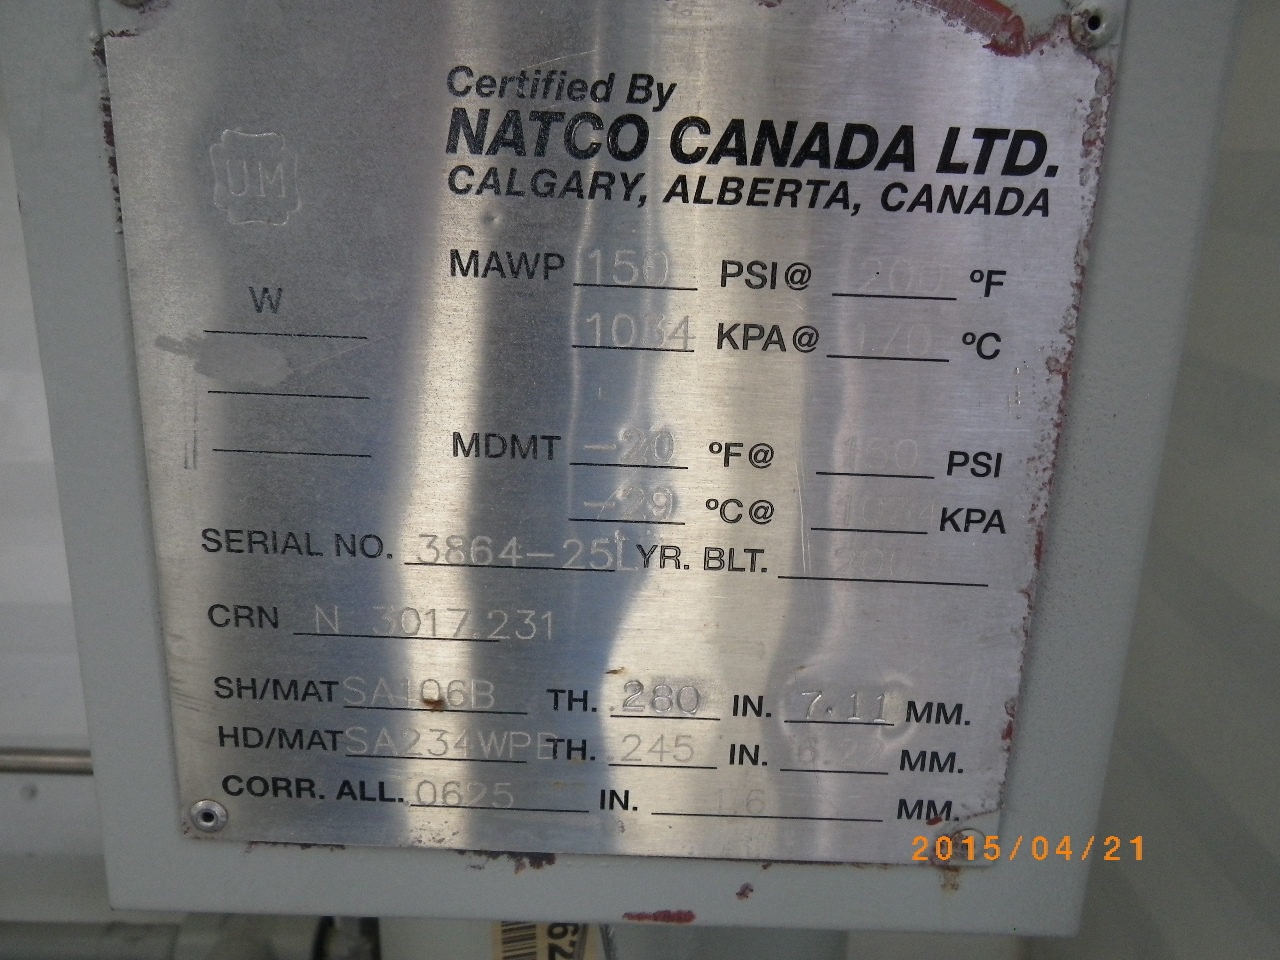 Certified By
NATCO CANADA LTD.
CALGARY, ALBERTA, CANADA
UM
MAWP 150 PSI@ 200 ºF
W
1034 KPA@ ºC
MDMT -20 ºF@ 150 PSI
-29 ºC@ KPA
SERIAL NO. 3864-25L YR. BLT.
CRN N 3017.231
SH/MAT SA106B TH. .280 IN. 7.11 MM.
HD/MAT SA234WPB TH. .245 IN. MM.
CORR. ALL. .0625 IN. 1.6 MM.
2015/04/21